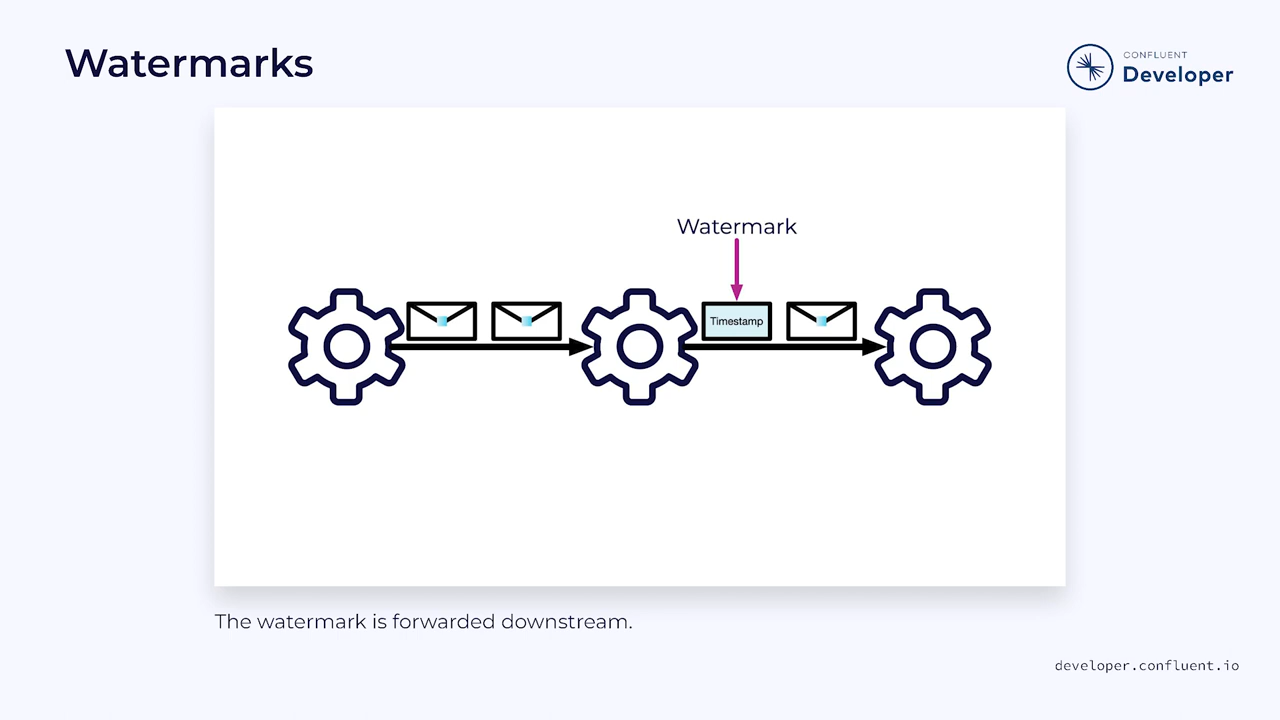 Watermarks
CONFLUENT
Developer
Watermark
Timestamp
The watermark is forwarded downstream.
developer.confluent.io